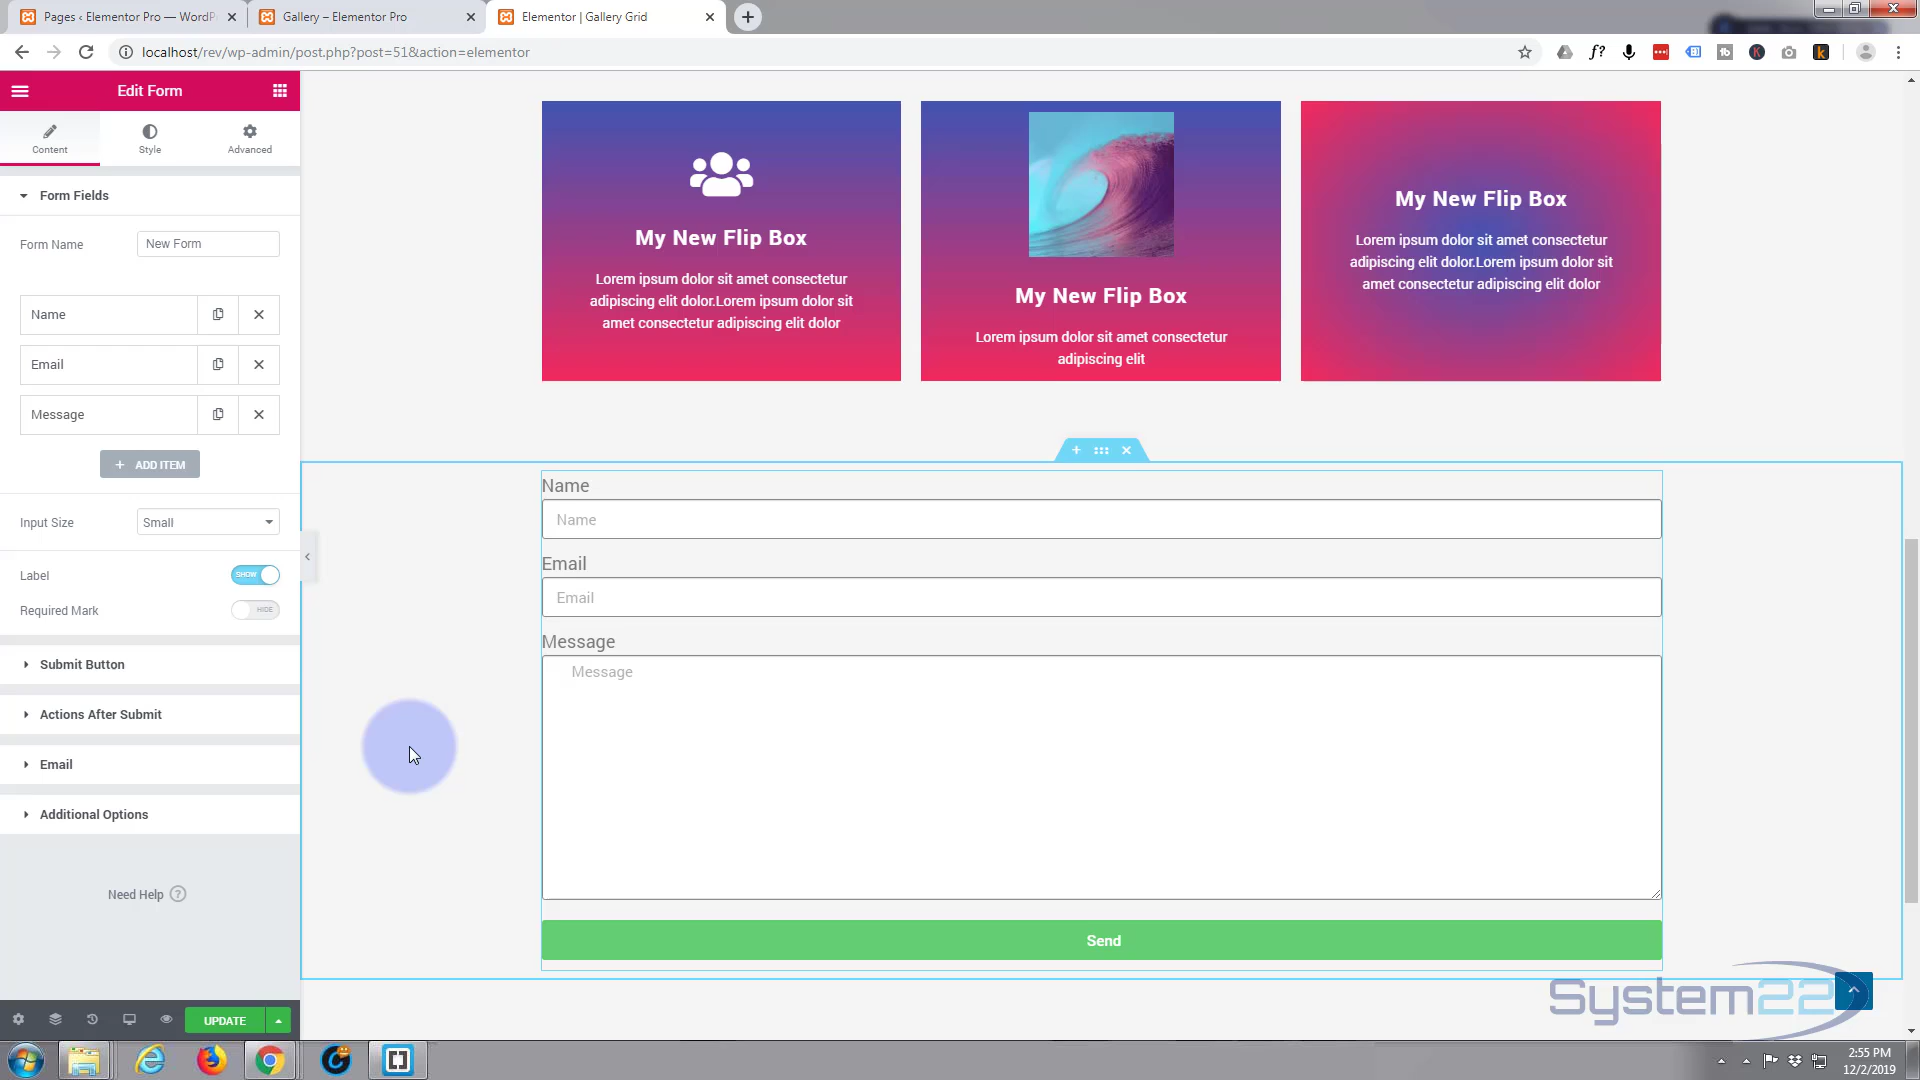 Pages ‹ Elementor Pro — WordP
Gallery – Elementor Pro
Elementor | Gallery Grid
localhost/rev/wp-admin/post.php?post=51&action=elementor
Edit Form
Content
Style
Advanced
Form Fields
Form Name
New Form
Name
Email
Message
ADD ITEM
Input Size
Small
Label
SHOW
Required Mark
HIDE
Submit Button
Actions After Submit
Email
Additional Options
Need Help
UPDATE
My New Flip Box
Lorem ipsum dolor sit amet consectetur
adipiscing elit dolor.Lorem ipsum dolor sit
amet consectetur adipiscing elit dolor
My New Flip Box
Lorem ipsum dolor sit amet consectetur
adipiscing elit
My New Flip Box
Lorem ipsum dolor sit amet consectetur
adipiscing elit dolor.Lorem ipsum dolor sit
amet consectetur adipiscing elit dolor
Name
Name
Email
Email
Message
Message
Send
System22
2:55 PM
12/2/2019